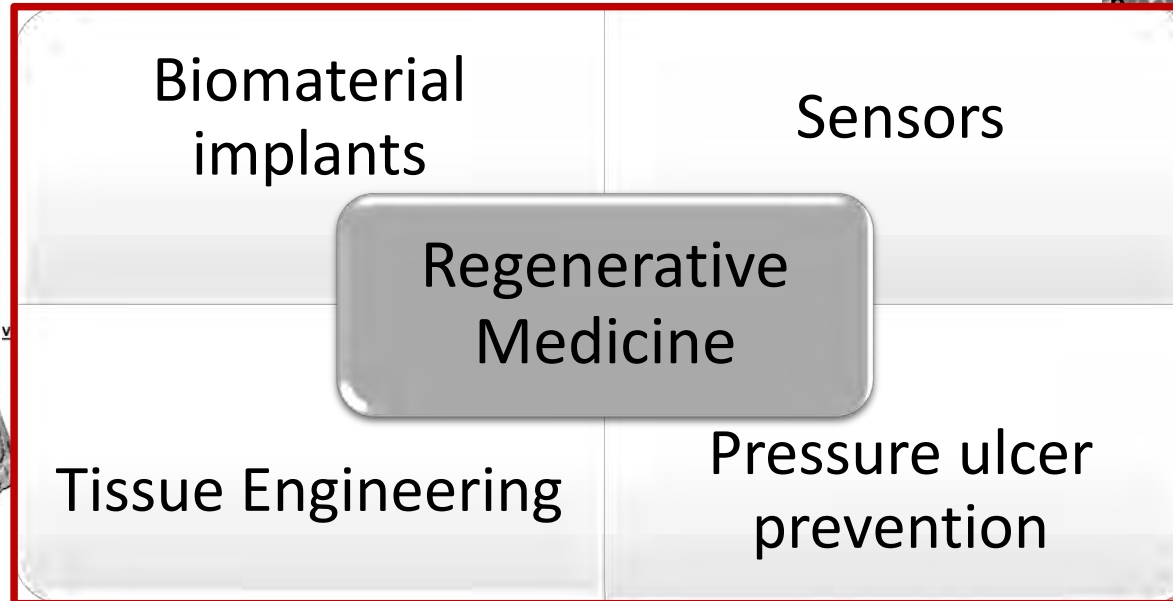 Biomaterial
implants
Sensors
Regenerative
Medicine
Tissue Engineering
Pressure ulcer
prevention